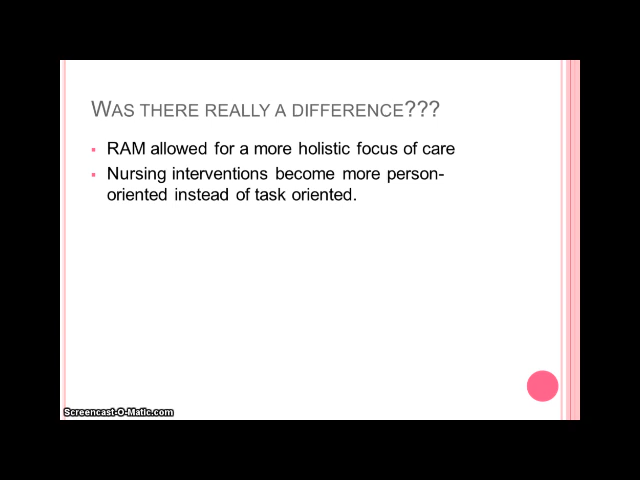 WAS THERE REALLY A DIFFERENCE???
RAM allowed for a more holistic focus of care
Nursing interventions become more person-
oriented instead of task oriented.
Screencast-O-Matic.com